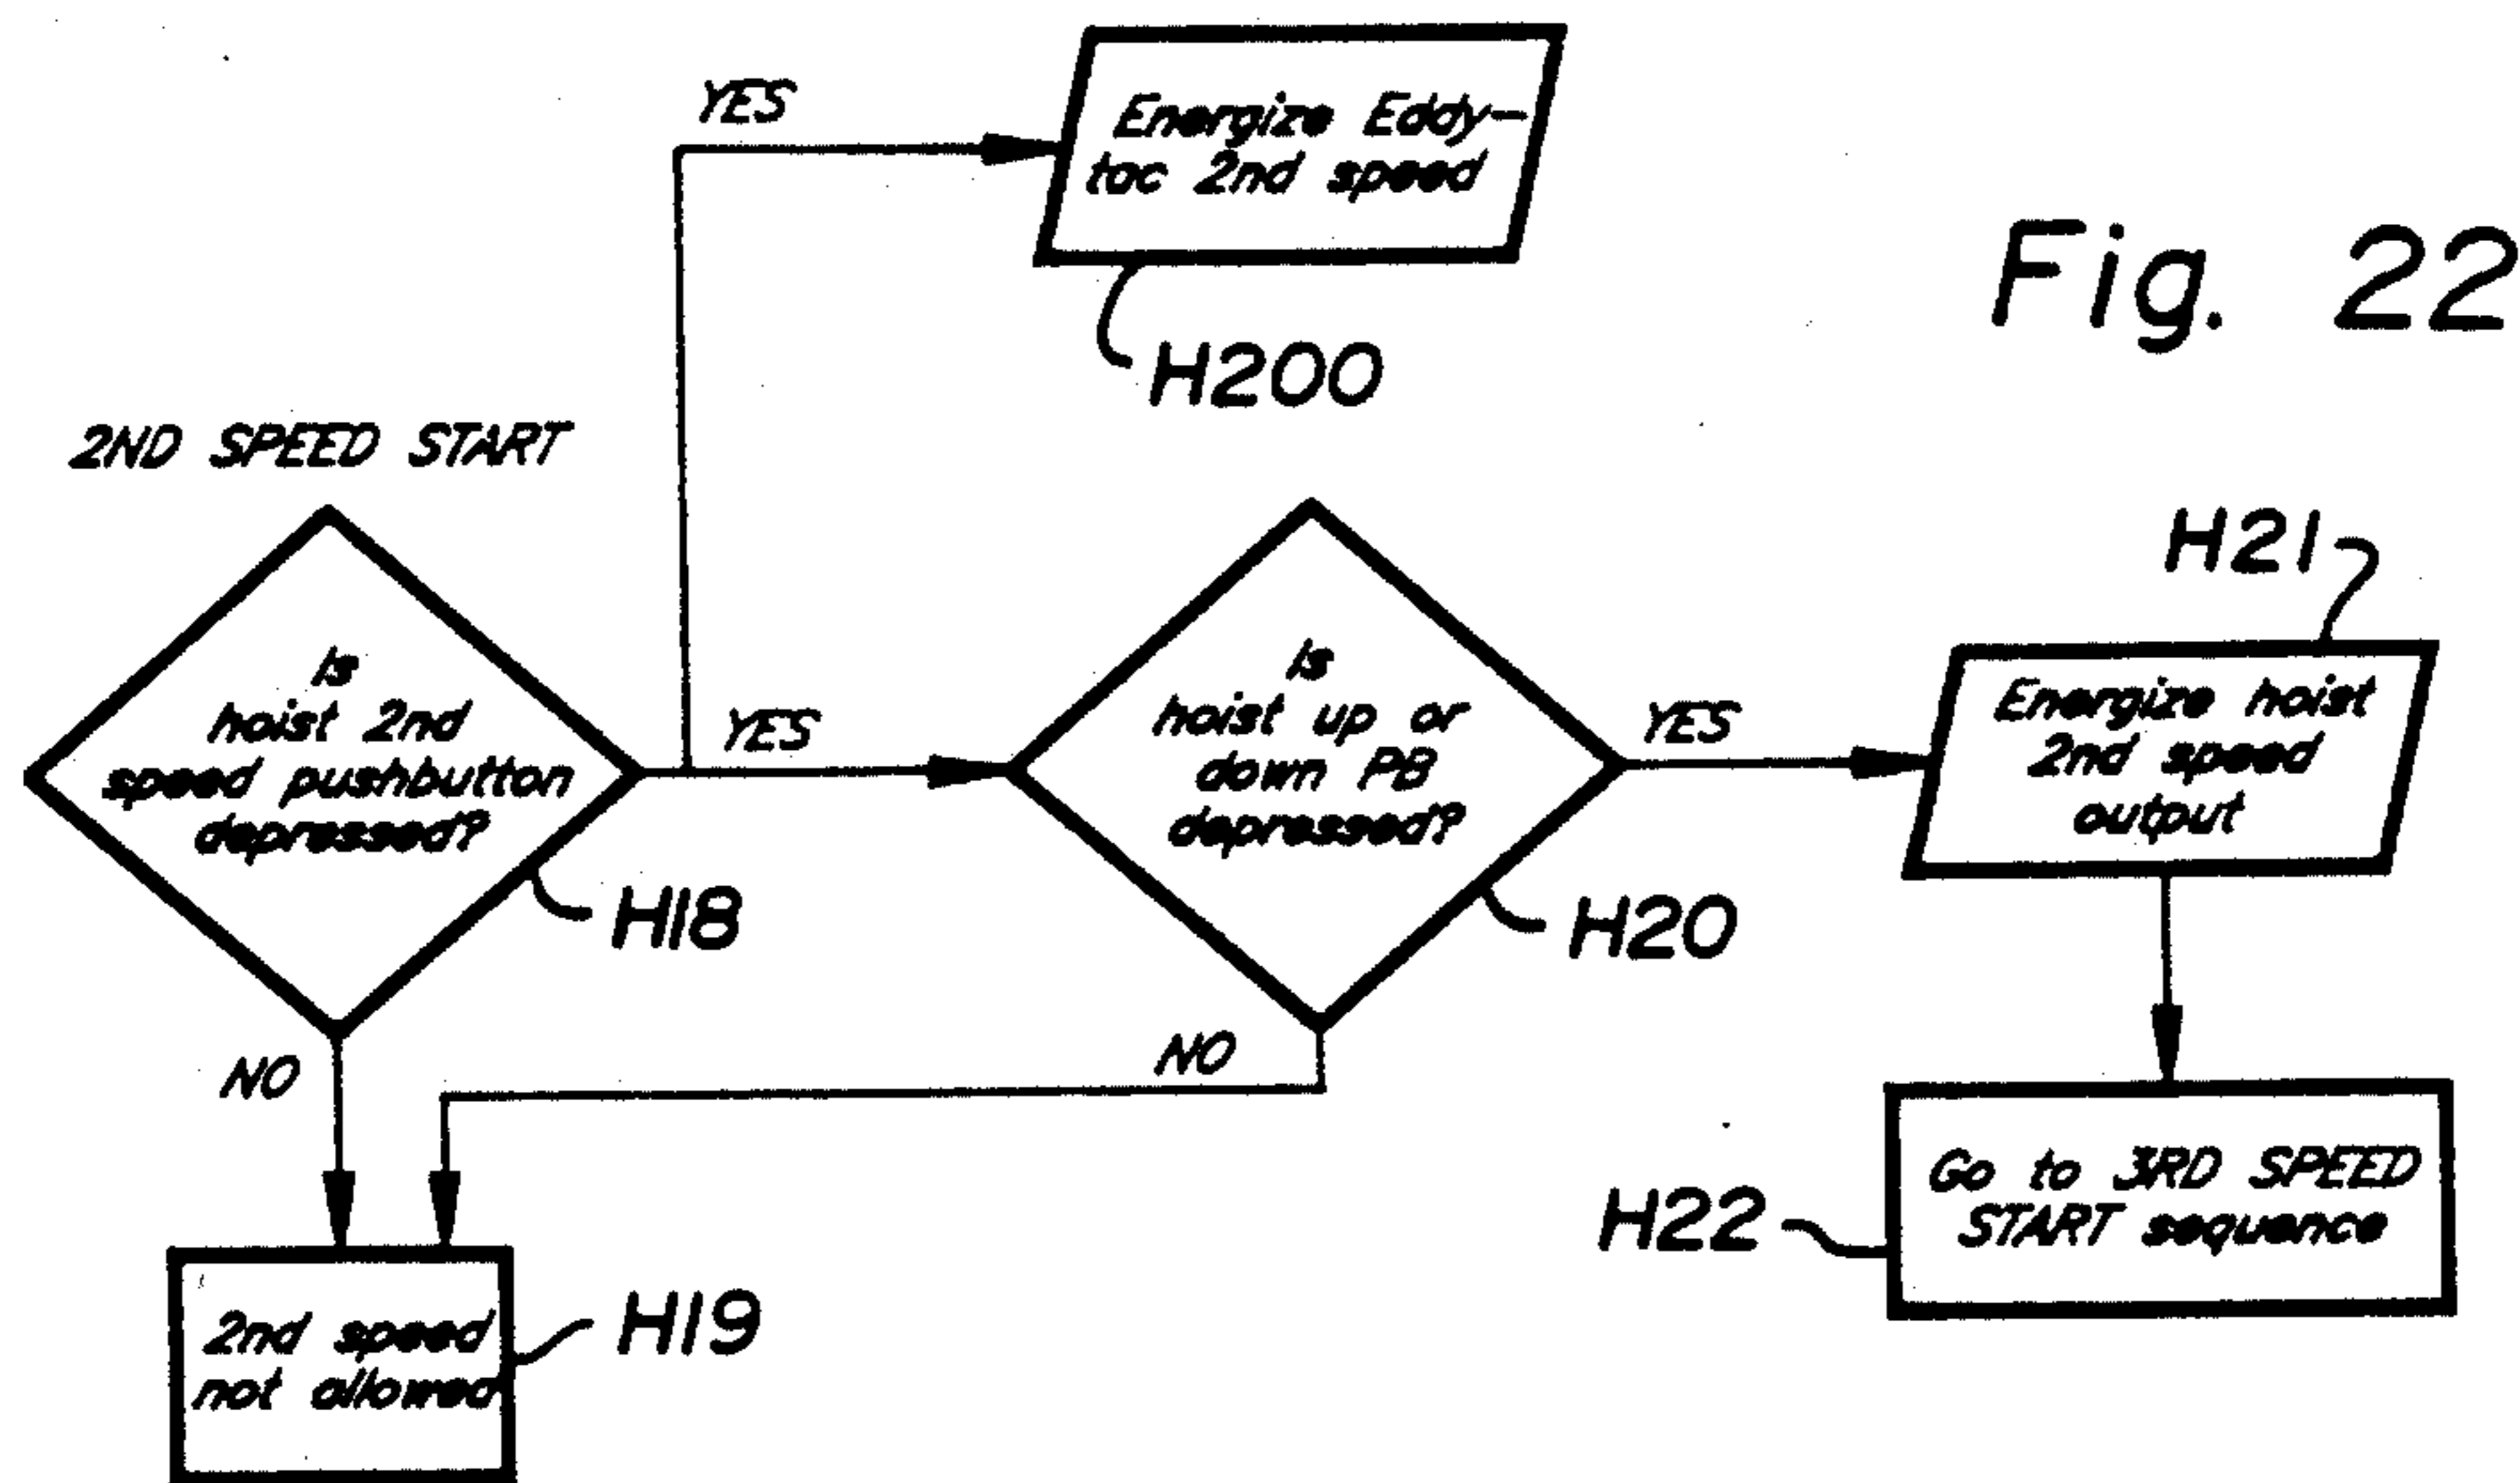 YES
Energize Eddy-
tac 2nd speed
Fig. 22
H200
2ND SPEED START
H21
Is
hoist 2nd
speed pushbutton
depressed?
YES
Is
hoist up or
down PB
depressed?
YES
Energize hoist
2nd speed
output
H18
H20
NO
NO
Go to 3RD SPEED
START sequence
H22
2nd speed
not allowed
H19